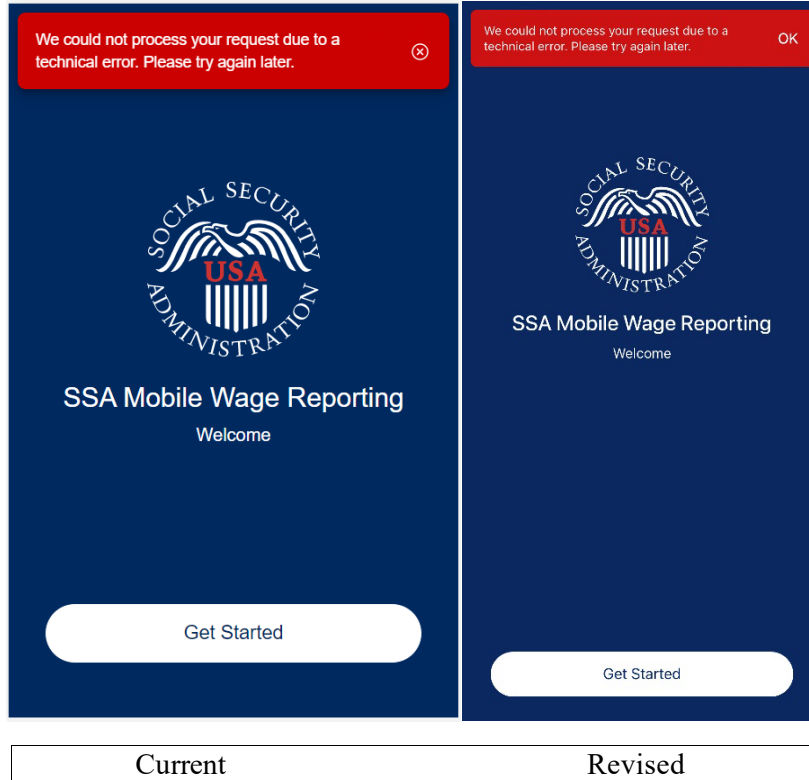 We could not process your request due to a
technical error. Please try again later.
SOCIAL SECURITY ADMINISTRATION
USA
SSA Mobile Wage Reporting
Welcome
Get Started
We could not process your request due to a
technical error. Please try again later.
OK
SOCIAL SECURITY ADMINISTRATION
USA
SSA Mobile Wage Reporting
Welcome
Get Started
Current
Revised